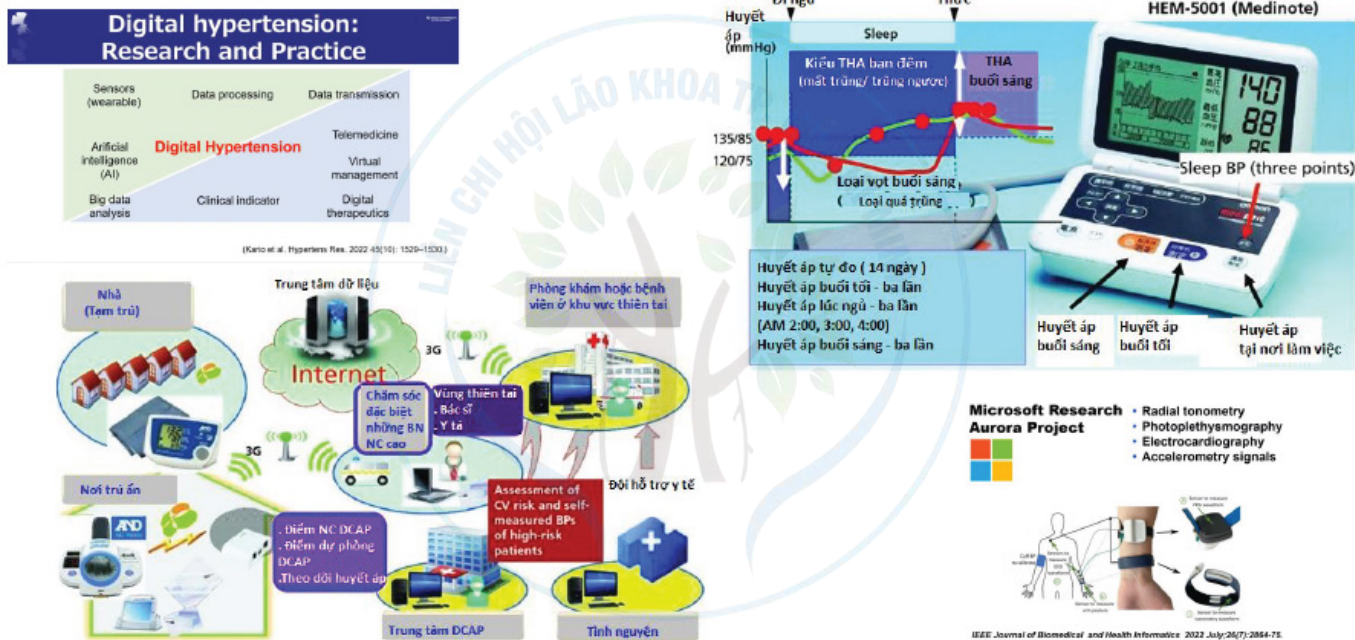 Digital hypertension:
Research and Practice
Sensors
(wearable)
Data processing
Data transmission
Arificial
intelligence
(AI)
Digital Hypertension
Telemedicine
Virtual
management
Big data
analysis
Clinical indicator
Digital
therapeutics
(Kario et al. Hypertens Res. 2022 45(10): 1529–1530.)
Huyết
áp
(mmHg)
Đi ngủ
Thức
Sleep
Kiểu THA ban đêm
(mất trũng/ trũng ngược)
THA
buổi sáng
135/85
120/75
Loại vọt buổi sáng
( Loại quá trũng )
HEM-5001 (Medinote)
140
88
Sleep BP (three points)
Huyết áp tự đo ( 14 ngày )
Huyết áp buổi tối - ba lần
Huyết áp lúc ngủ - ba lần
(AM 2:00, 3:00, 4:00)
Huyết áp buổi sáng - ba lần
Huyết áp
buổi sáng
Huyết áp
buổi tối
Huyết áp
tại nơi làm việc
LIÊN CHI HỘI LÃO KHOA
Nhà
(Tạm trú)
Trung tâm dữ liệu
Internet
3G
Phòng khám hoặc bệnh
viện ở khu vực thiên tai
Chăm sóc
đặc biệt
những BN
NC cao
Vùng thiên tai
. Bác sĩ
. Y tá
3G
Nơi trú ẩn
AND
. Điểm NC DCAP
. Điểm dự phòng
DCAP
.Theo dõi huyết áp
Assessment of
CV risk and self-
measured BPs
of high-risk
patients
Đội hỗ trợ y tế
Trung tâm DCAP
Tình nguyện
Microsoft Research
Aurora Project
• Radial tonometry
• Photoplethysmography
• Electrocardiography
• Accelerometry signals
IEEE Journal of Biomedical and Health Informatics 2022 July;26(7):2864-75.